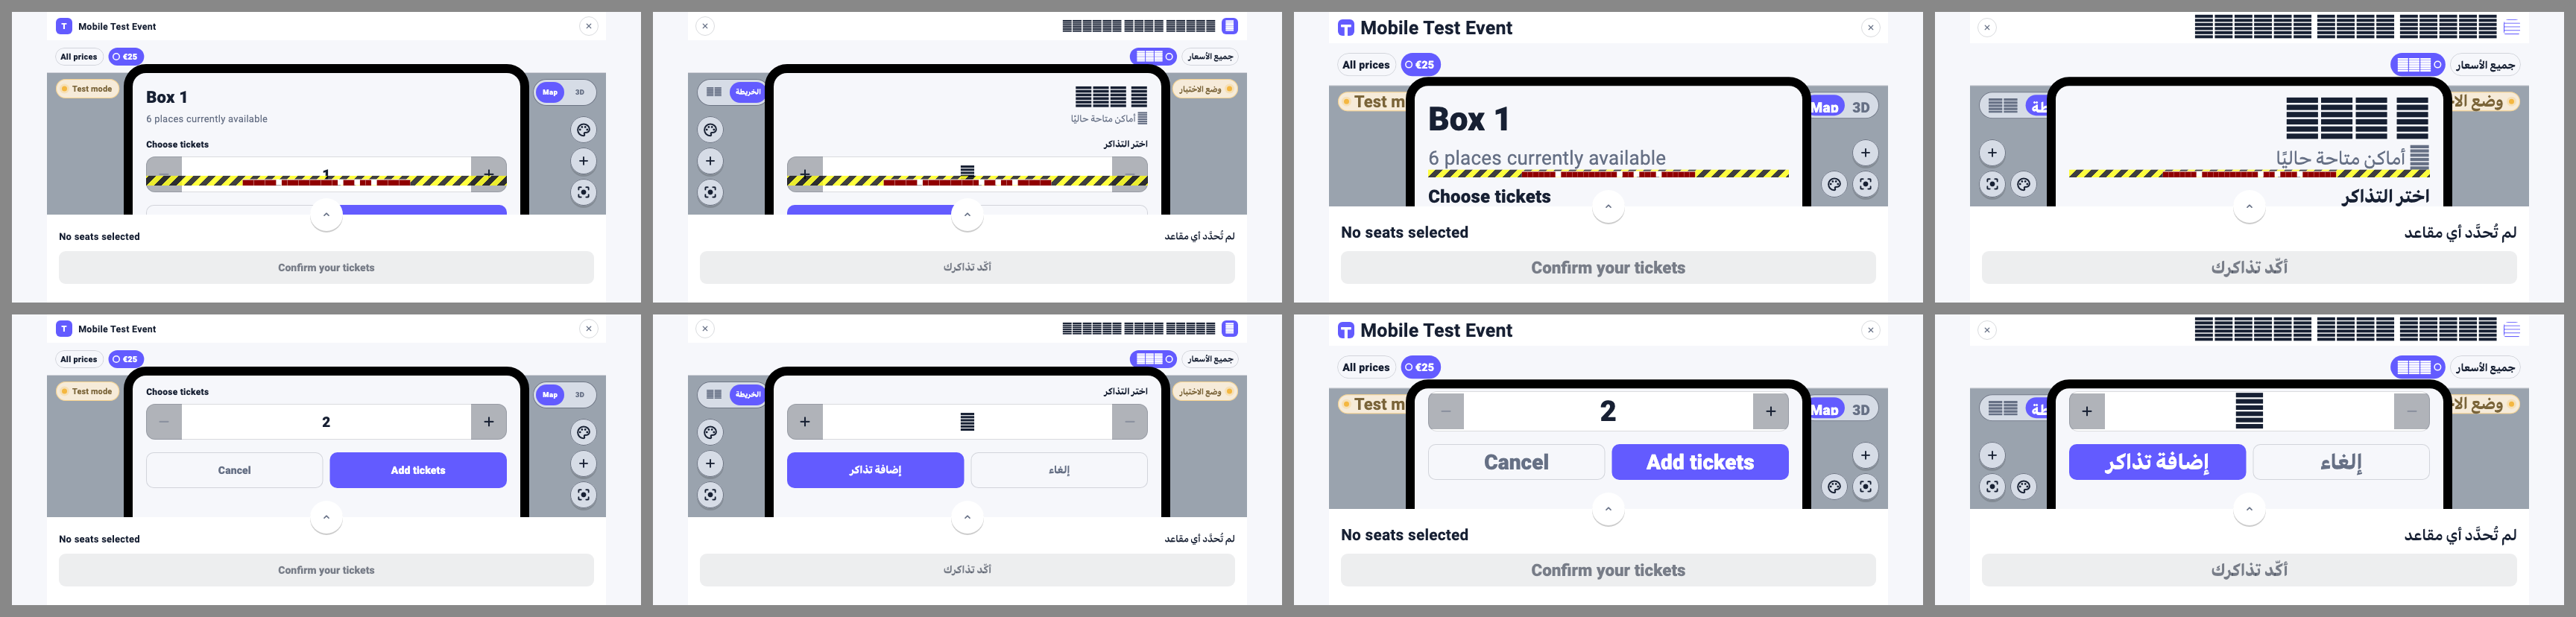 Mobile Test Event
All prices
€25
Test mode
Map
3D
Box 1
6 places currently available
Choose tickets
1
No seats selected
Confirm your tickets
جميع الأسعار
وضع الاختبار
الخريطة
أماكن متاحة حاليًا
اختر التذاكر
لم تُحدَّد أي مقاعد
أكّد تذاكرك
Mobile Test Event
All prices
€25
Test m
Map
3D
Box 1
6 places currently available
Choose tickets
No seats selected
Confirm your tickets
جميع الأسعار
وضع الا
أماكن متاحة حاليًا
اختر التذاكر
لم تُحدَّد أي مقاعد
أكّد تذاكرك
Mobile Test Event
All prices
€25
Test mode
Map
3D
Choose tickets
2
Cancel
Add tickets
No seats selected
Confirm your tickets
جميع الأسعار
وضع الاختبار
الخريطة
اختر التذاكر
إضافة تذاكر
إلغاء
لم تُحدَّد أي مقاعد
أكّد تذاكرك
Mobile Test Event
All prices
€25
Test m
Map
3D
2
Cancel
Add tickets
No seats selected
Confirm your tickets
جميع الأسعار
وضع الا
إضافة تذاكر
إلغاء
لم تُحدَّد أي مقاعد
أكّد تذاكرك